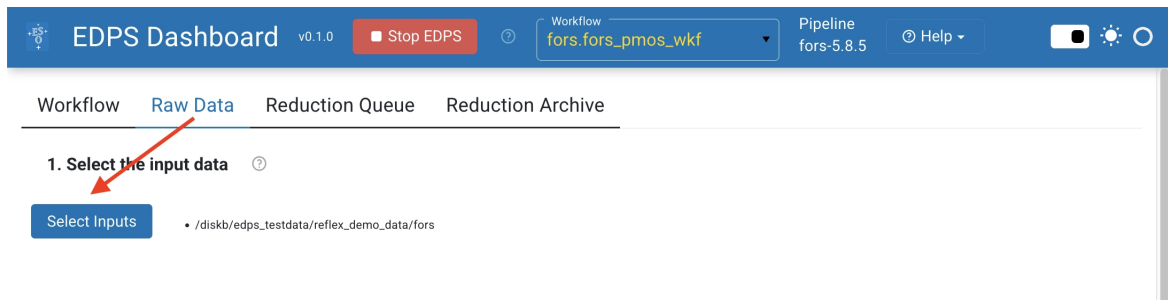 ESO
EDPS Dashboard v0.1.0 Stop EDPS ? Workflow fors.fors_pmos_wkf Pipeline fors-5.8.5 ? Help
Workflow Raw Data Reduction Queue Reduction Archive
1. Select the input data ?
Select Inputs • /diskb/edps_testdata/reflex_demo_data/fors